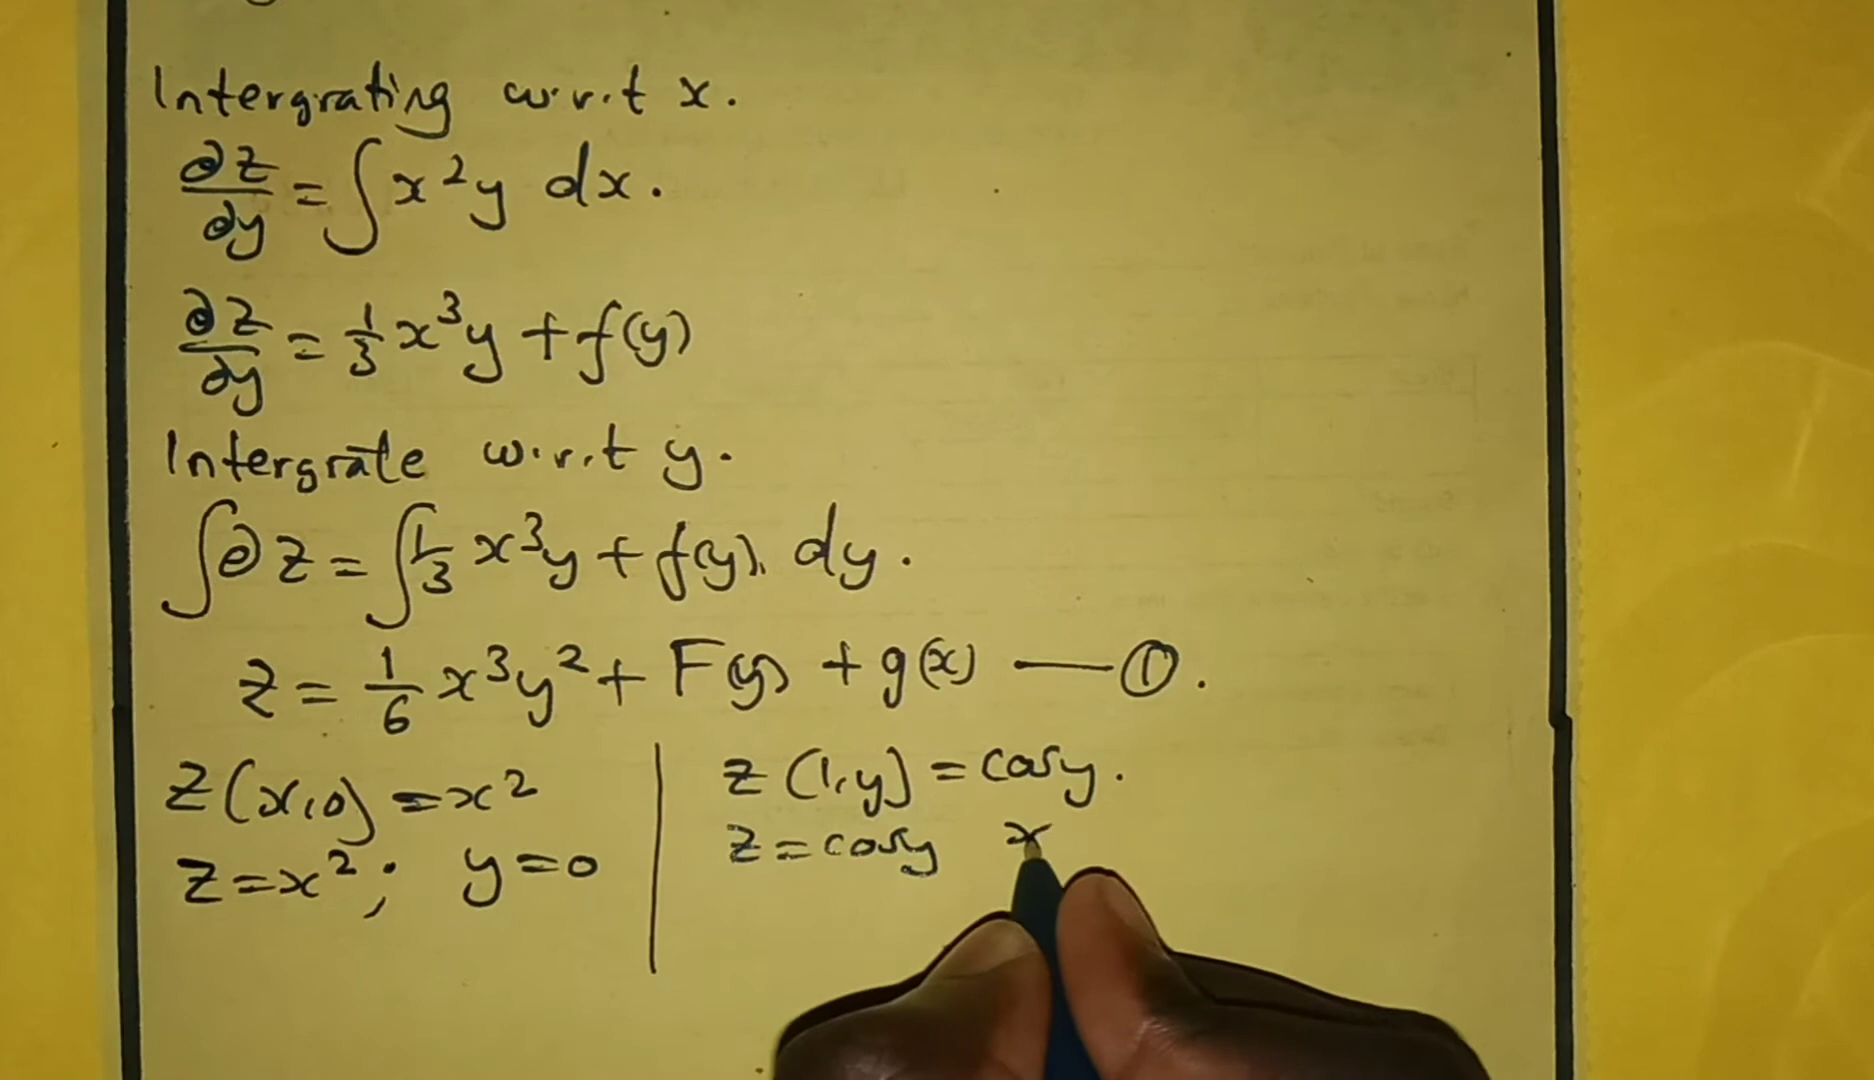 Intergrating w.r.t x.
∂z/∂y = ∫x²y dx.
∂z/∂y = 1/3 x³y + f(y)
Intergrate w.r.t y.
∫∂z = ∫1/3 x³y + f(y). dy.
z = 1/6 x³y² + F(y) + g(x) — ①.
z(x,0) = x²
z = x²; y = 0
z(1,y) = cosy.
z = cosy x